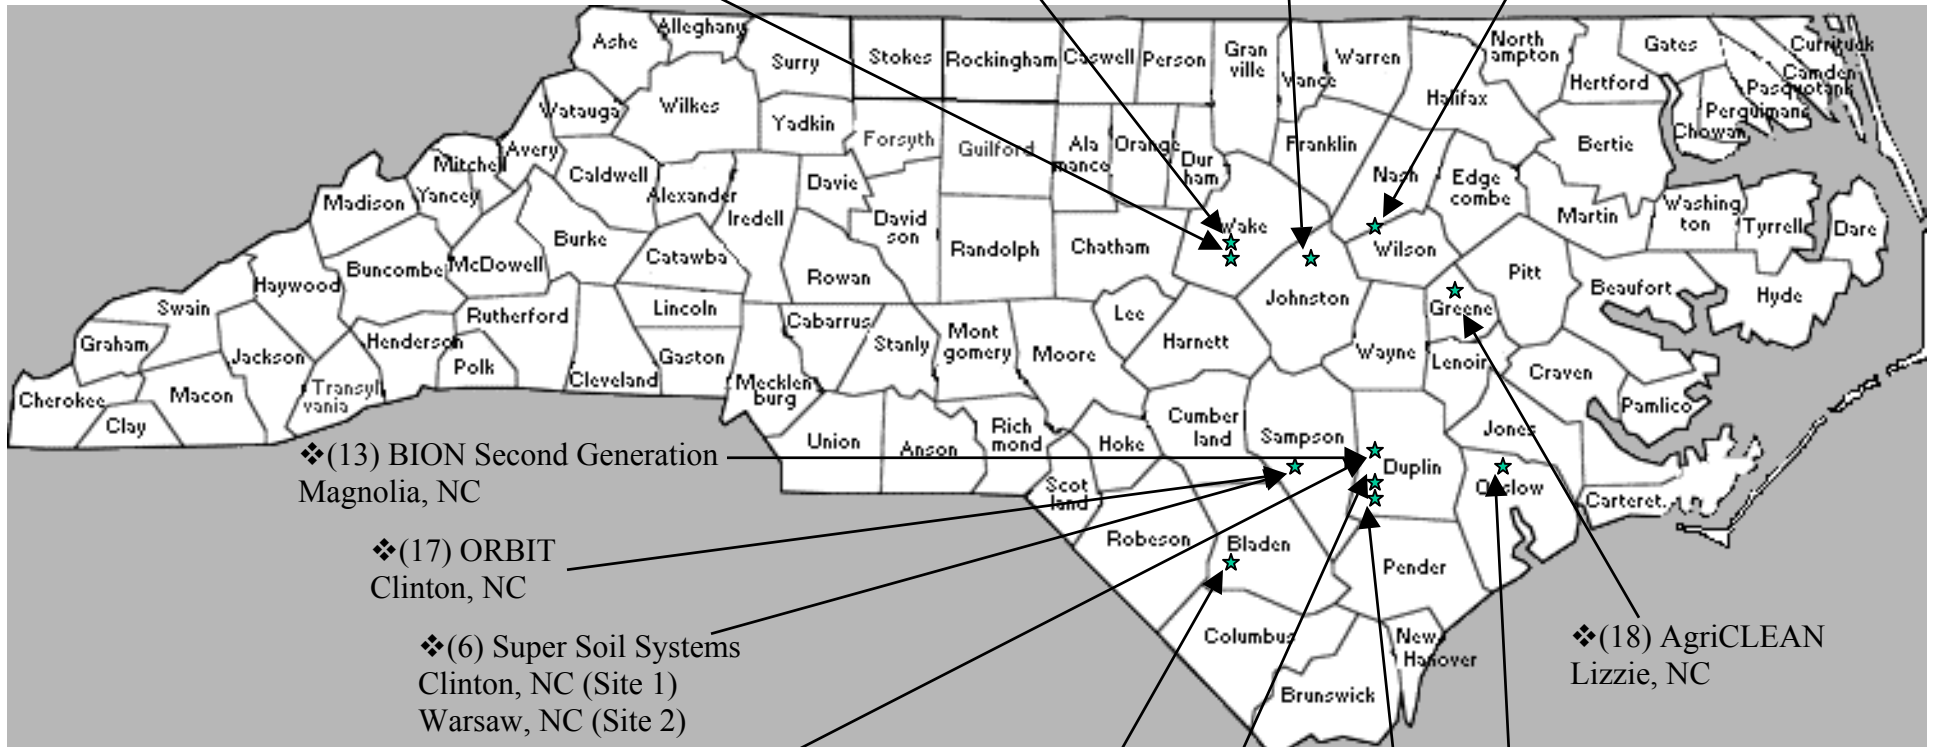 Ashe
Alleghany
Surry
Stokes
Rockingham
Caswell
Person
Gran
ville
Vance
Warren
North
ampton
Gates
Currituck
Camden
Pasquotank
Perquimans
Chowan
Hertford
Halifax
Bertie
Watauga
Wilkes
Yadkin
Forsyth
Guilford
Ala
mance
Orange
Dur
ham
Franklin
Nash
Edge
combe
Martin
Washing
ton
Tyrrell
Dare
Mitchell
Avery
Yancey
Madison
Caldwell
Alexander
Iredell
Davie
David
son
Randolph
Chatham
Wake
Wilson
Pitt
Beaufort
Hyde
Burke
McDowell
Buncombe
Haywood
Swain
Graham
Catawba
Rowan
Lincoln
Rutherford
Henderson
Polk
Cleveland
Gaston
Cabarrus
Stanly
Mont
gomery
Moore
Lee
Harnett
Johnston
Wayne
Greene
Lenoir
Craven
Pamlico
Jackson
Transyl
vania
Macon
Cherokee
Clay
Mecklen
burg
Union
Anson
Rich
mond
Hoke
Scot
land
Cumber
land
Sampson
Duplin
Jones
Onslow
Carteret
Robeson
Bladen
Pender
Columbus
New
Hanover
Brunswick
❖(13) BION Second Generation
Magnolia, NC
❖(17) ORBIT
Clinton, NC
❖(6) Super Soil Systems
Clinton, NC (Site 1)
Warsaw, NC (Site 2)
❖(18) AgriCLEAN
Lizzie, NC